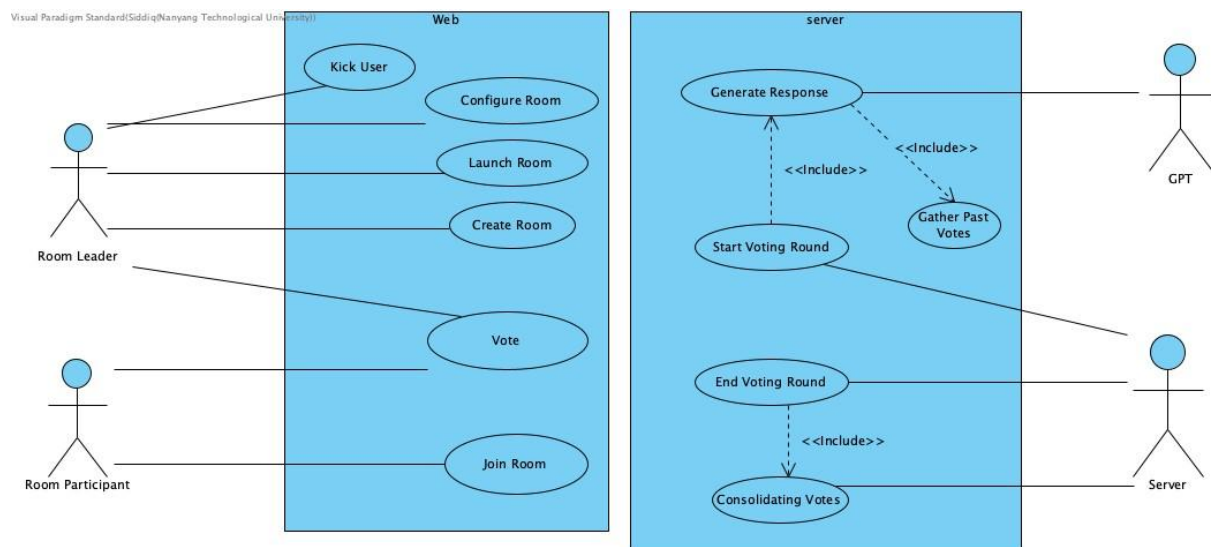 Visual Paradigm Standard(Siddiq(Nanyang Technological University))
Web
server
Kick User
Configure Room
Launch Room
Create Room
Room Leader
Vote
Room Participant
Join Room
Generate Response
<<Include>>
<<Include>>
Gather Past
Votes
Start Voting Round
GPT
End Voting Round
<<Include>>
Consolidating Votes
Server